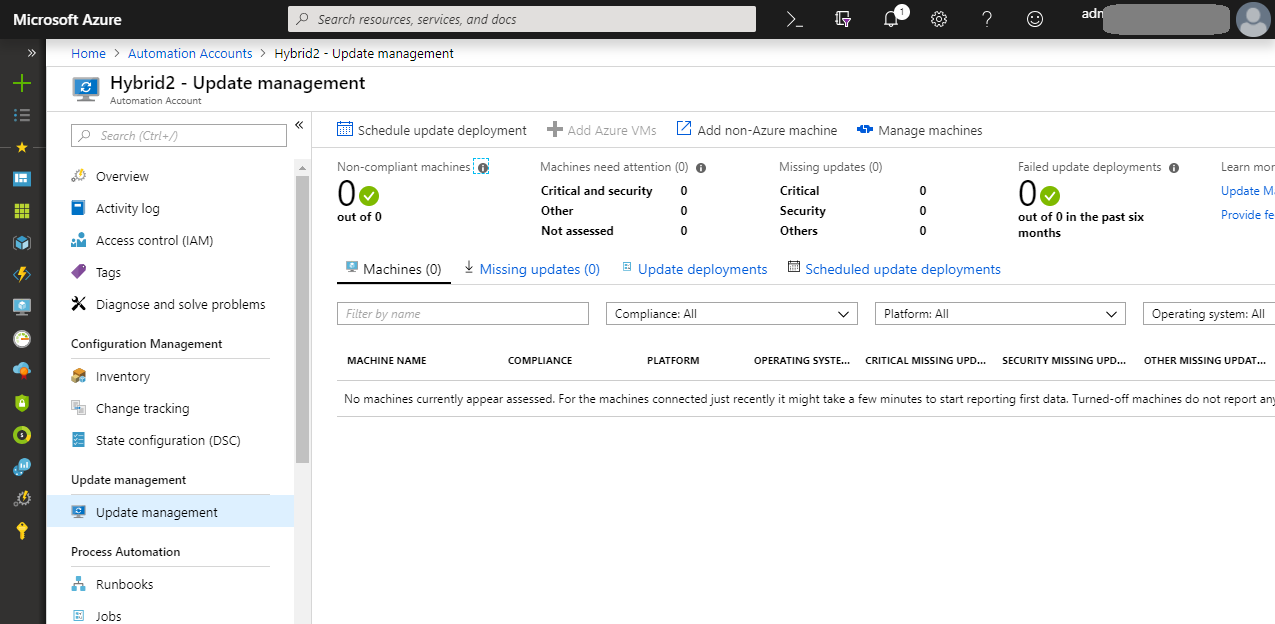 Microsoft Azure
Search resources, services, and docs
1
adm
Home > Automation Accounts > Hybrid2 - Update management
Hybrid2 - Update management
Automation Account
Search (Ctrl+/)
Overview
Activity log
Access control (IAM)
Tags
Diagnose and solve problems
Configuration Management
Inventory
Change tracking
State configuration (DSC)
Update management
Update management
Process Automation
Runbooks
Jobs
Schedule update deployment
Add Azure VMs
Add non-Azure machine
Manage machines
Non-compliant machines
0
out of 0
Machines need attention (0)
Critical and security 0
Other 0
Not assessed 0
Missing updates (0)
Critical 0
Security 0
Others 0
Failed update deployments
0
out of 0 in the past six
months
Learn mor
Update Ma
Provide fe
Machines (0)
Missing updates (0)
Update deployments
Scheduled update deployments
Filter by name
Compliance: All
Platform: All
Operating system: All
MACHINE NAME COMPLIANCE PLATFORM OPERATING SYSTE... CRITICAL MISSING UPD... SECURITY MISSING UPD... OTHER MISSING UPDAT...
No machines currently appear assessed. For the machines connected just recently it might take a few minutes to start reporting first data. Turned-off machines do not report any